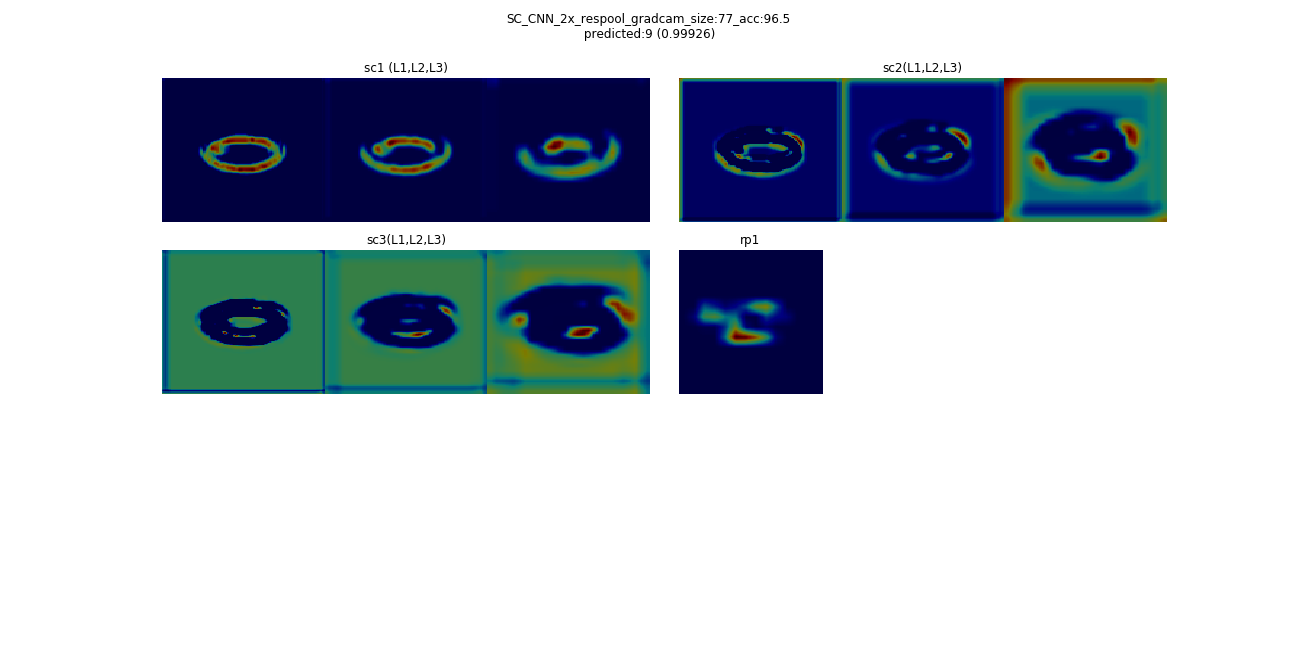 SC_CNN_2x_respool_gradcam_size:77_acc:96.5
predicted:9 (0.99926)
sc1 (L1,L2,L3)
sc2(L1,L2,L3)
sc3(L1,L2,L3)
rp1